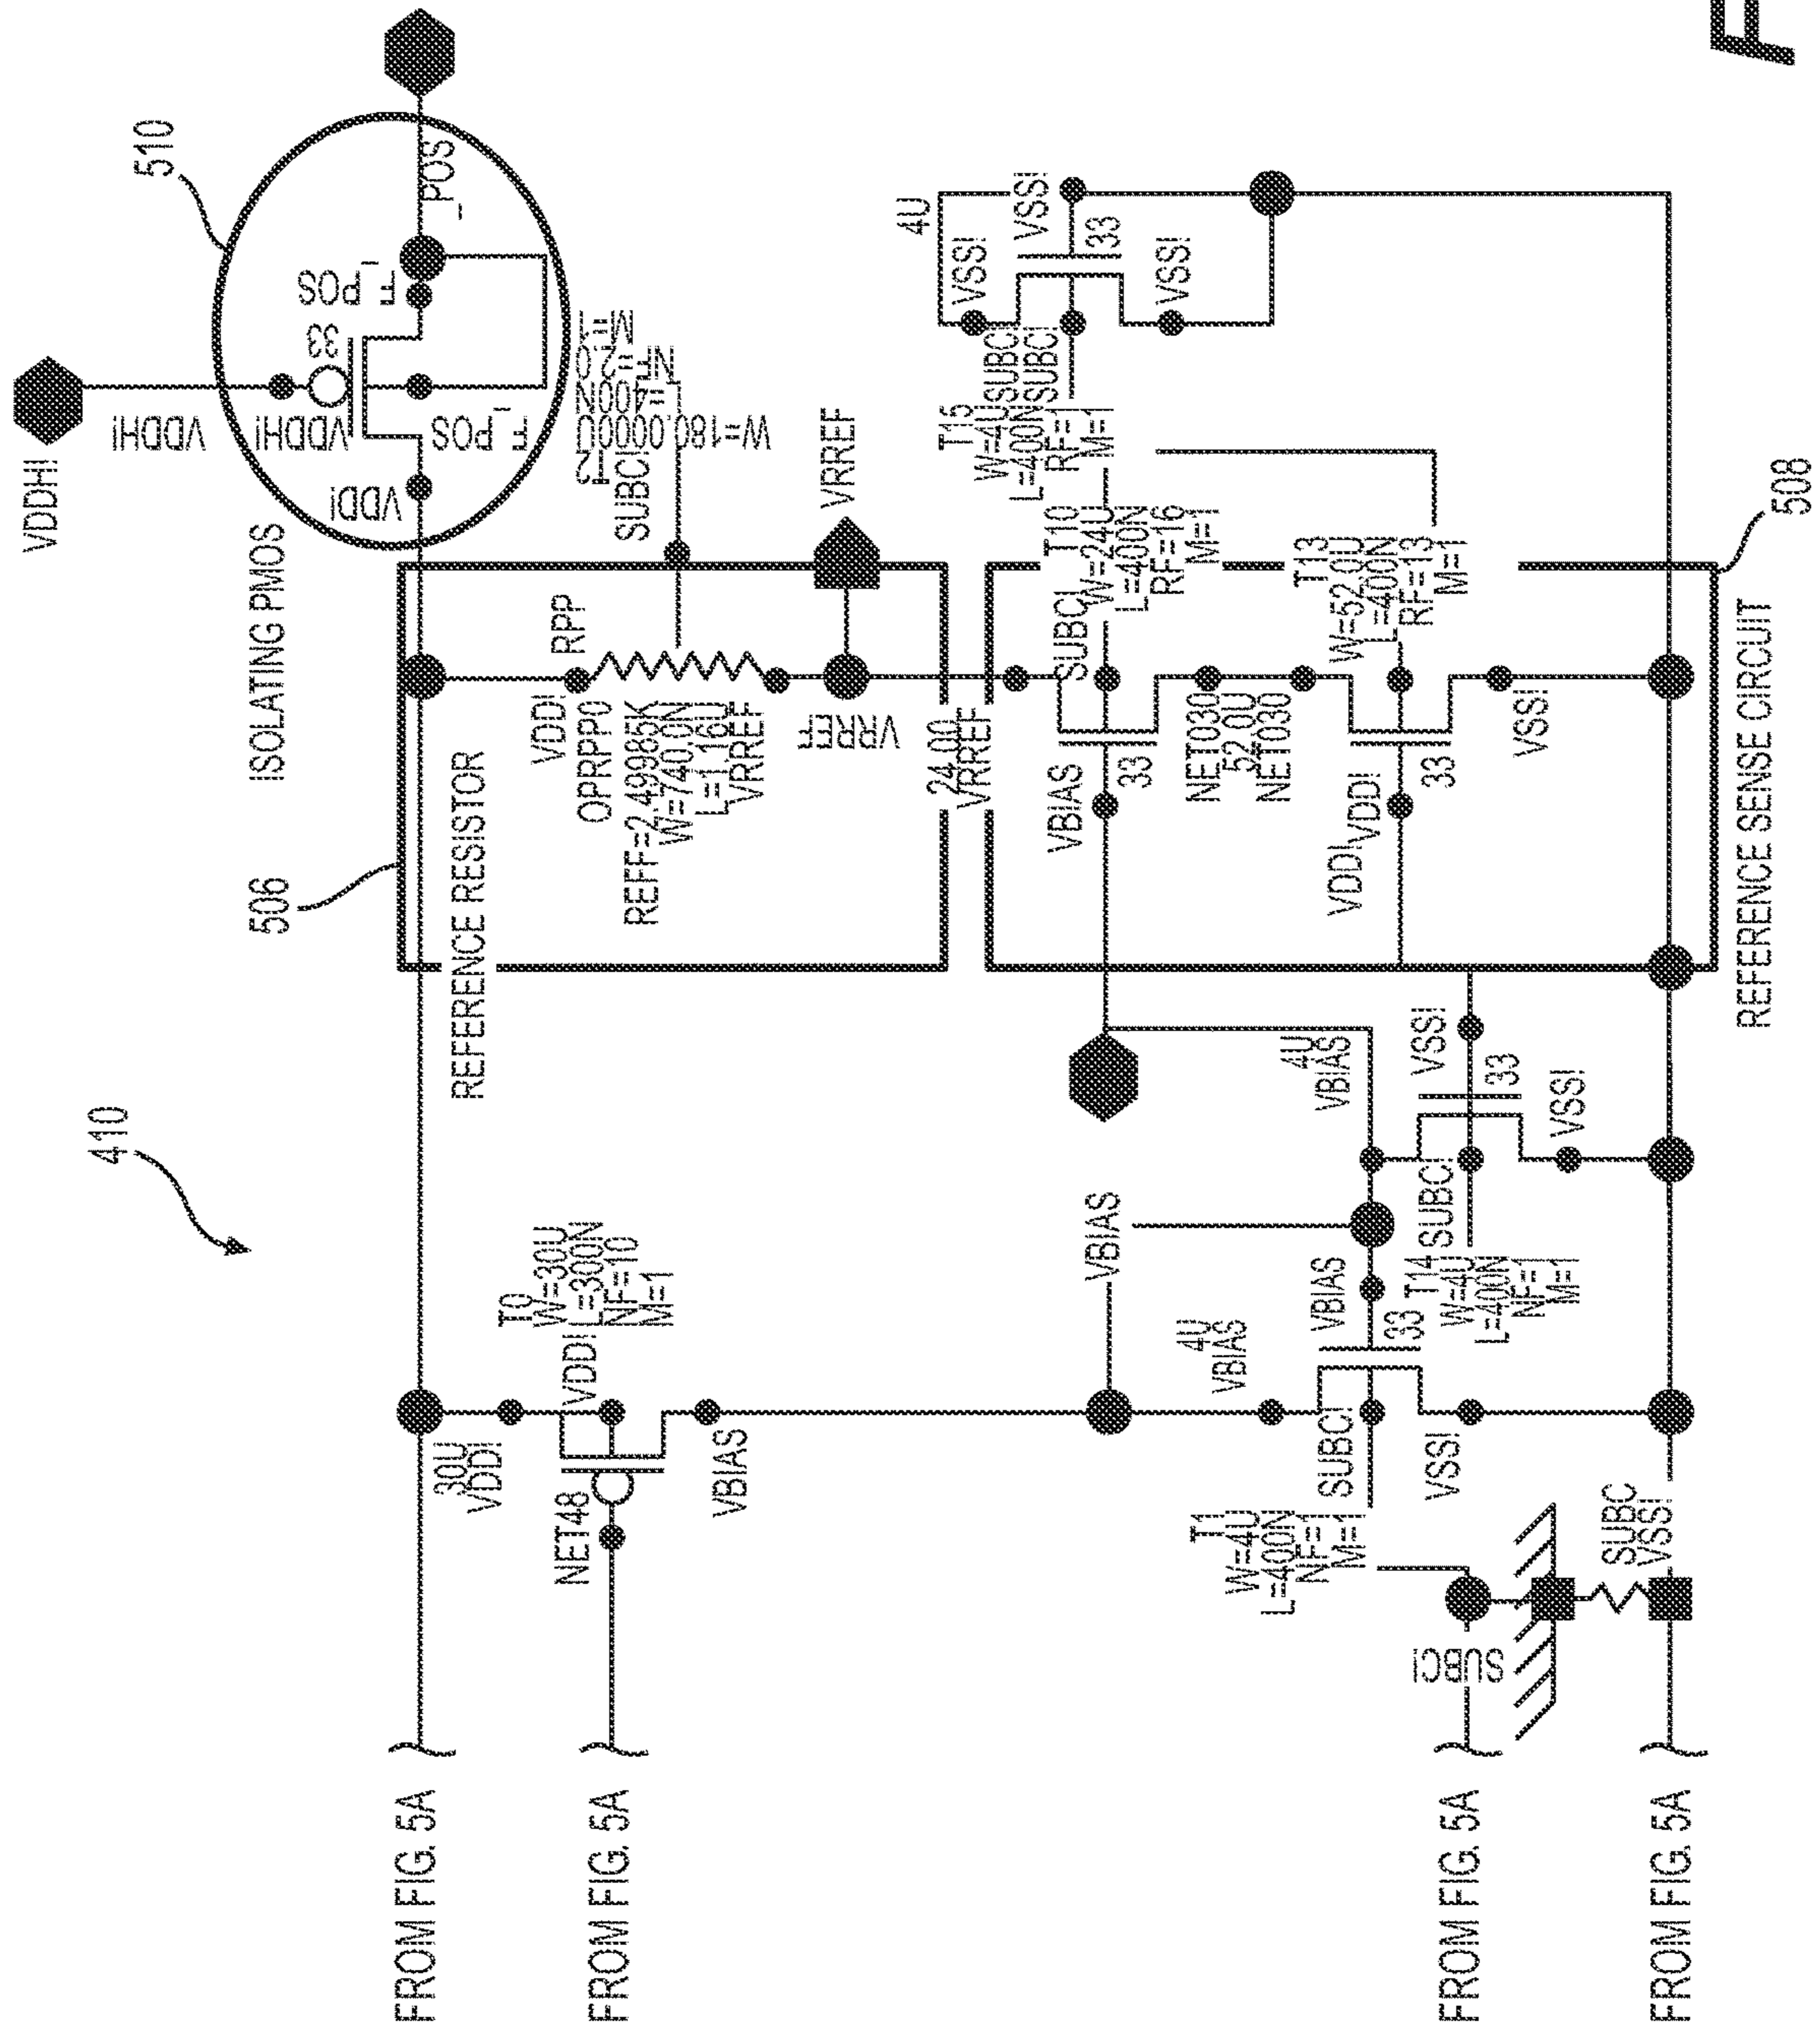 410
VDDH!
510
VDDH!
VDDH!
VDD!
33
F_POS
F_POS
_POS
ISOLATING PMOS
T2
W=180.0000U
L=400N
NF=2.0
M=1
506
REFERENCE RESISTOR
VDD!
RPP
OPRPP0
REFF=2.49985K
W=740.0N
L=1.16U
VRREF
SUBC!
VRREF
VRREF
FROM FIG. 5A
FROM FIG. 5A
30U
VDD!
NET48
T0
W=30U
L=300N
NF=10
M=1
VDD!
VBIAS
VBIAS
4U
VBIAS
T1
W=4U
L=400N
NF=1
M=1
SUBC!
VBIAS
33
VSS!
4U
VBIAS
T14
W=4U
L=400N
NF=1
M=1
SUBC!
VSS!
33
VSS!
24.00
VRREF
VBIAS
33
SUBC!
T10
W=24U
L=400N
RF=16
M=1
NET030
52.0U
NET030
VDD!
VDD!
33
T13
W=52.0U
L=400N
RF=13
M=1
VSS!
T15
W=4U
L=400N
RF=1
M=1
SUBC!
SUBC!
4U
VSS!
VSS!
33
VSS!
508
REFERENCE SENSE CIRCUIT
FROM FIG. 5A
SUBC!
FROM FIG. 5A
SUBC
VSS!